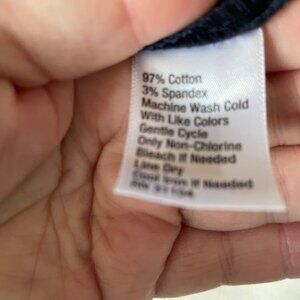 97% Cotton
3% Spandex
Machine Wash Cold
With Like Colors
Gentle Cycle
Only Non-Chlorine
Bleach if Needed
Line Dry
Cool Iron If Needed